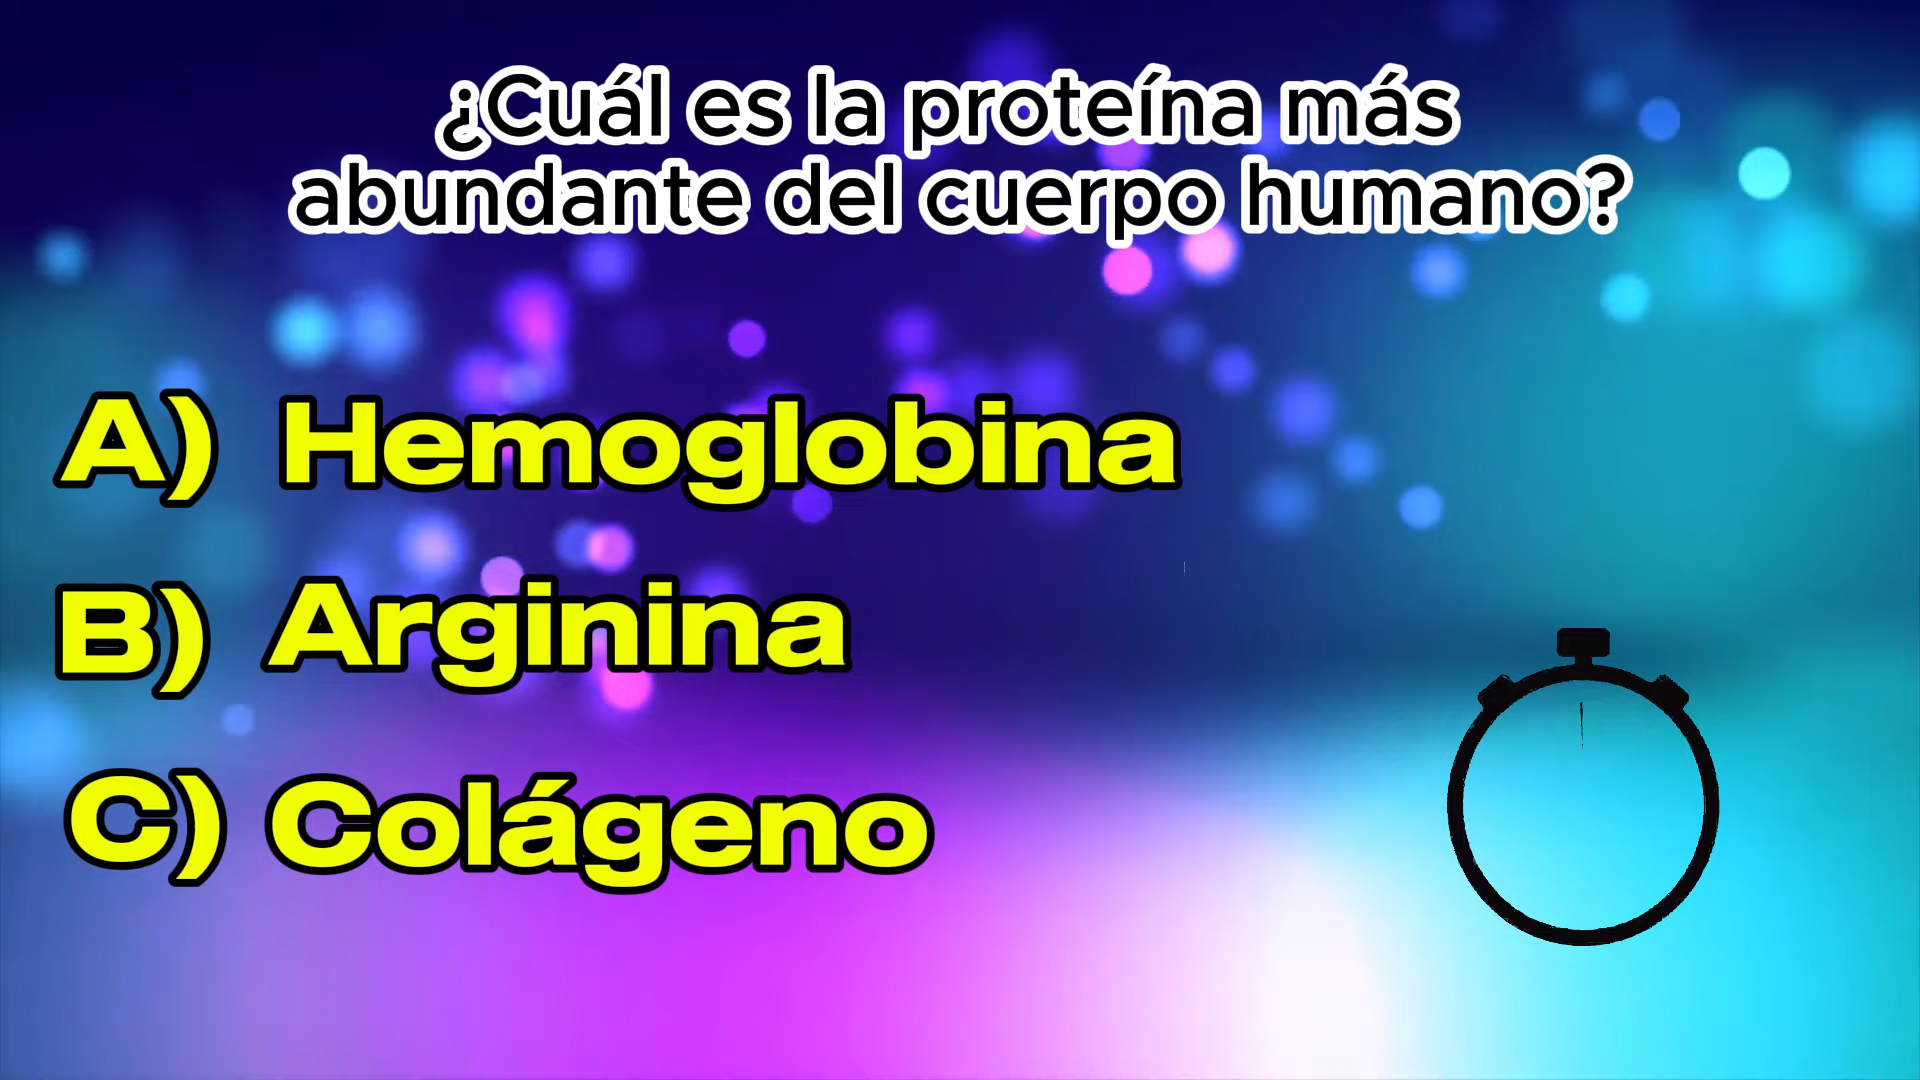 ¿Cuál es la proteína más
abundante del cuerpo humano?
A) Hemoglobina
B) Arginina
C) Colágeno